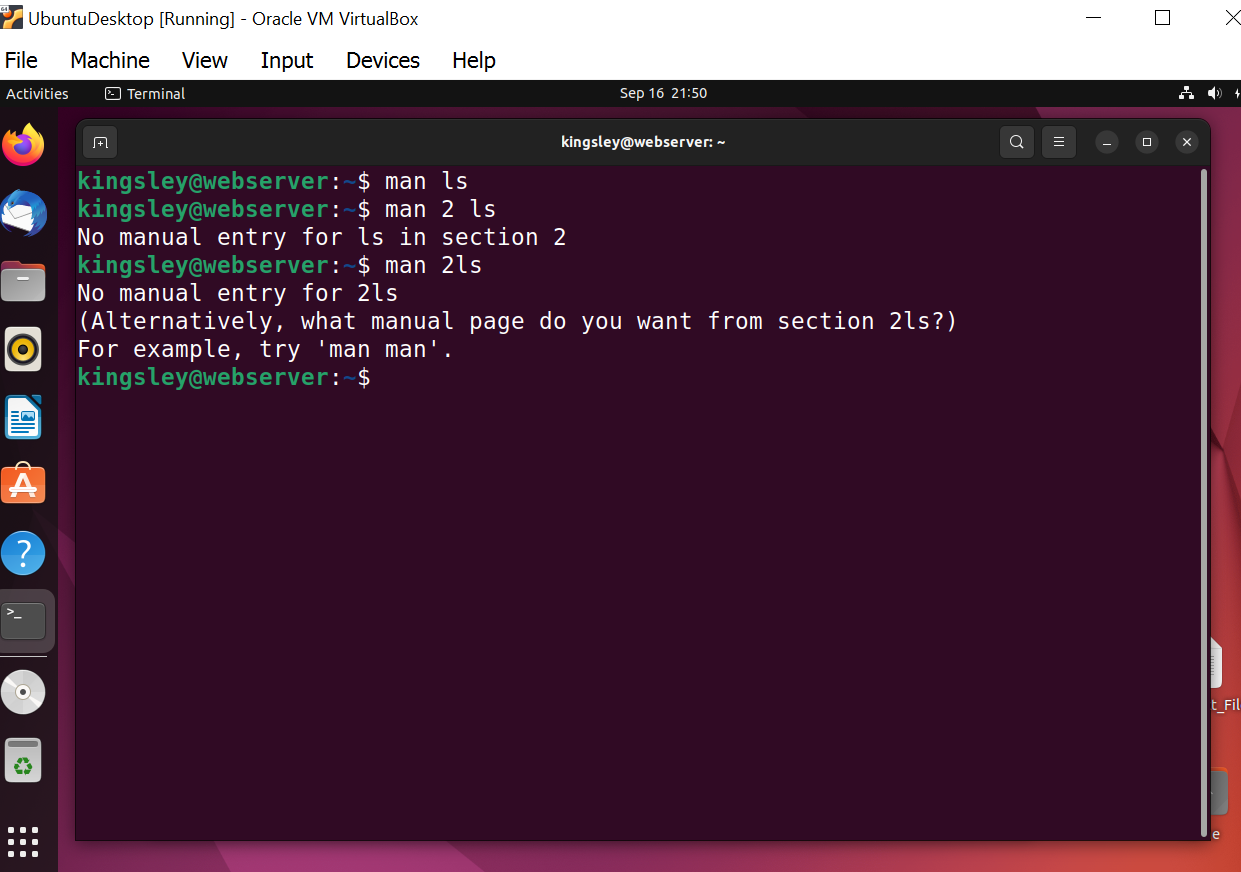 UbuntuDesktop [Running] - Oracle VM VirtualBox
File Machine View Input Devices Help
Activities Terminal Sep 16 21:50
kingsley@webserver: ~
kingsley@webserver:~$ man ls
kingsley@webserver:~$ man 2 ls
No manual entry for ls in section 2
kingsley@webserver:~$ man 2ls
No manual entry for 2ls
(Alternatively, what manual page do you want from section 2ls?)
For example, try 'man man'.
kingsley@webserver:~$
t_Fil
e